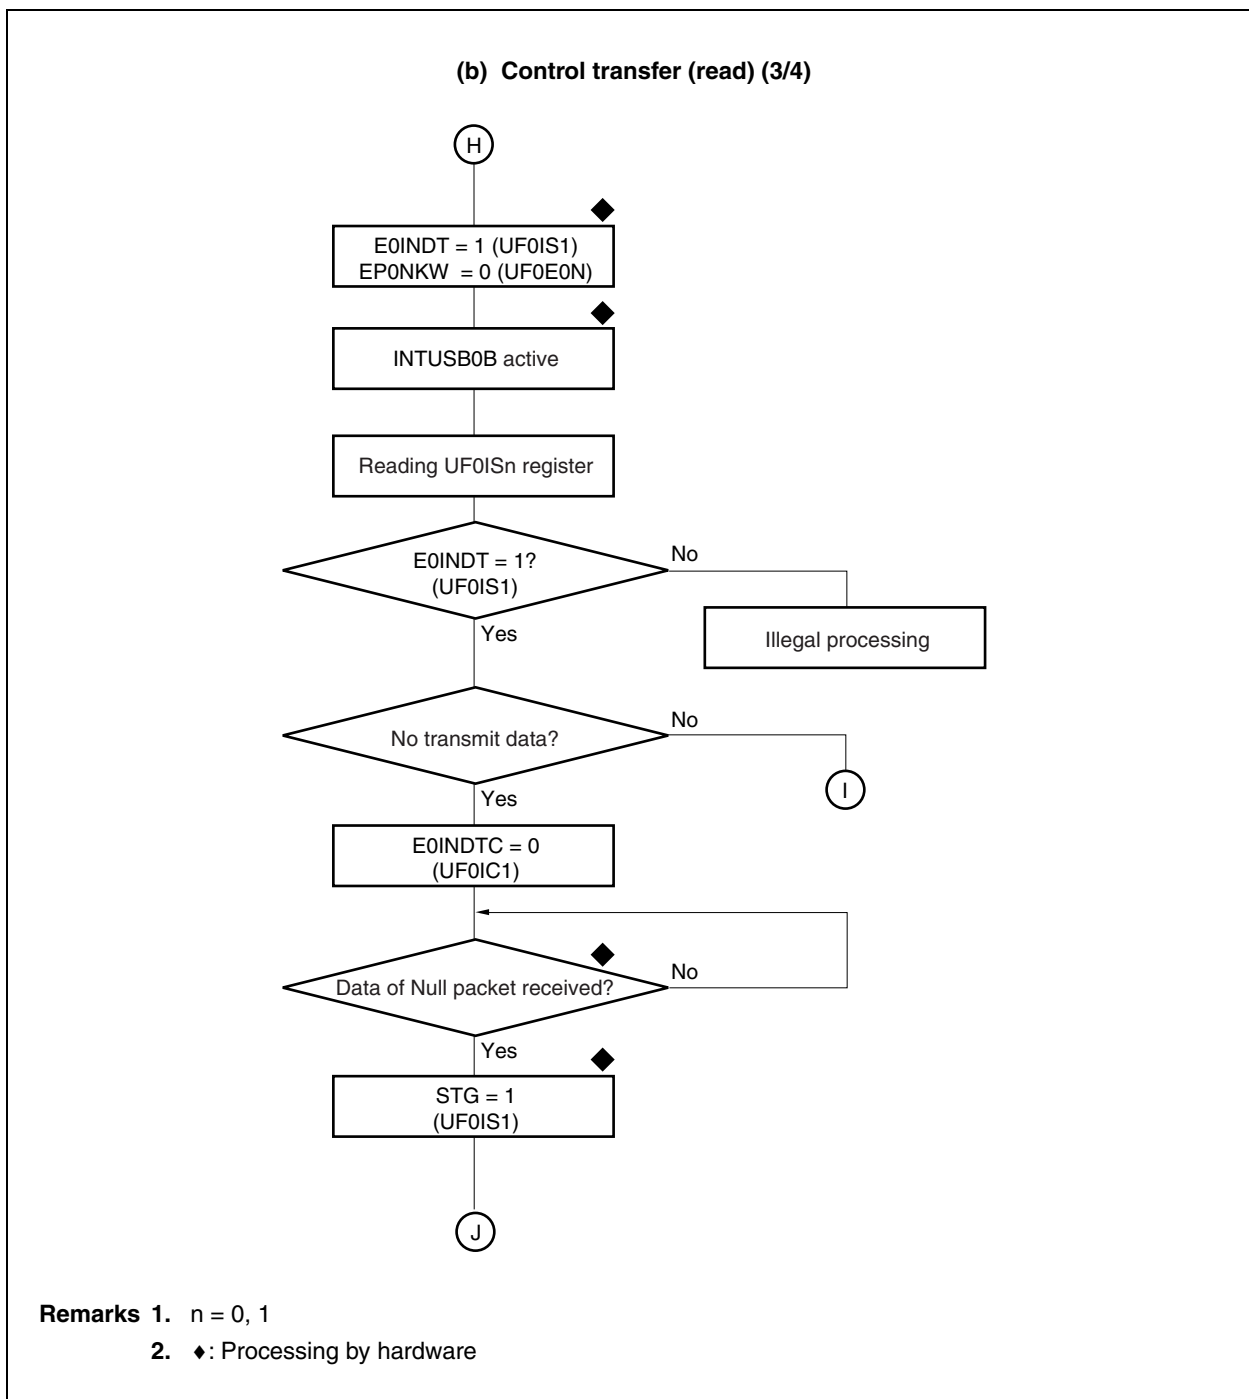 (b) Control transfer (read) (3/4)
H
E0INDT = 1 (UF0IS1)
EP0NKW = 0 (UF0E0N)
INTUSB0B active
Reading UF0ISn register
E0INDT = 1?
(UF0IS1)
No
Illegal processing
Yes
No transmit data?
No
I
Yes
E0INDTC = 0
(UF0IC1)
Data of Null packet received?
No
Yes
STG = 1
(UF0IS1)
J
Remarks 1. n = 0, 1
2. ♦: Processing by hardware